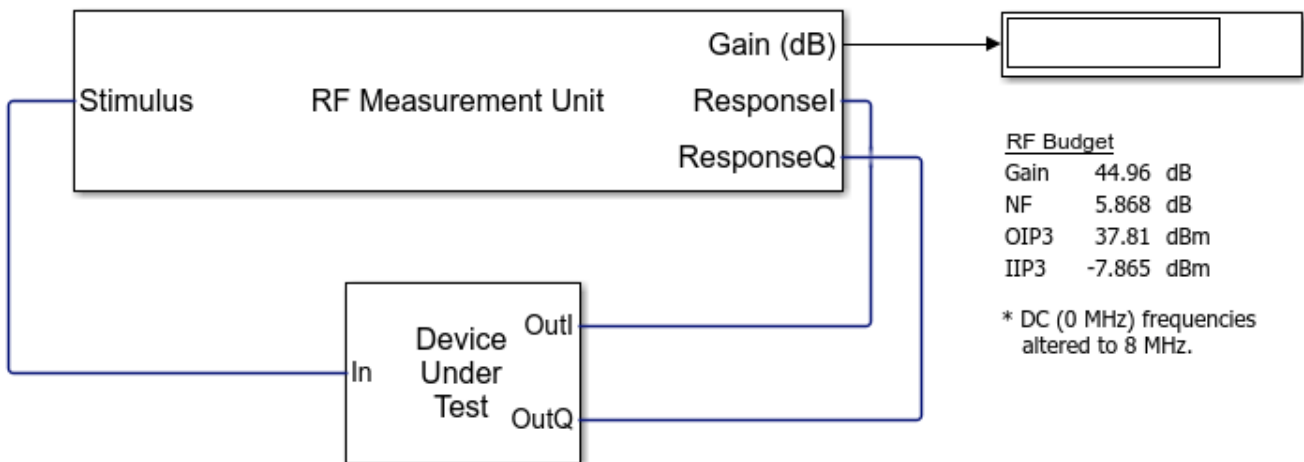 Gain (dB)
Stimulus
RF Measurement Unit
ResponseI
ResponseQ
RF Budget
Gain 44.96 dB
NF 5.868 dB
OIP3 37.81 dBm
IIP3 -7.865 dBm
* DC (0 MHz) frequencies
altered to 8 MHz.
In
Device
Under
Test
OutI
OutQ